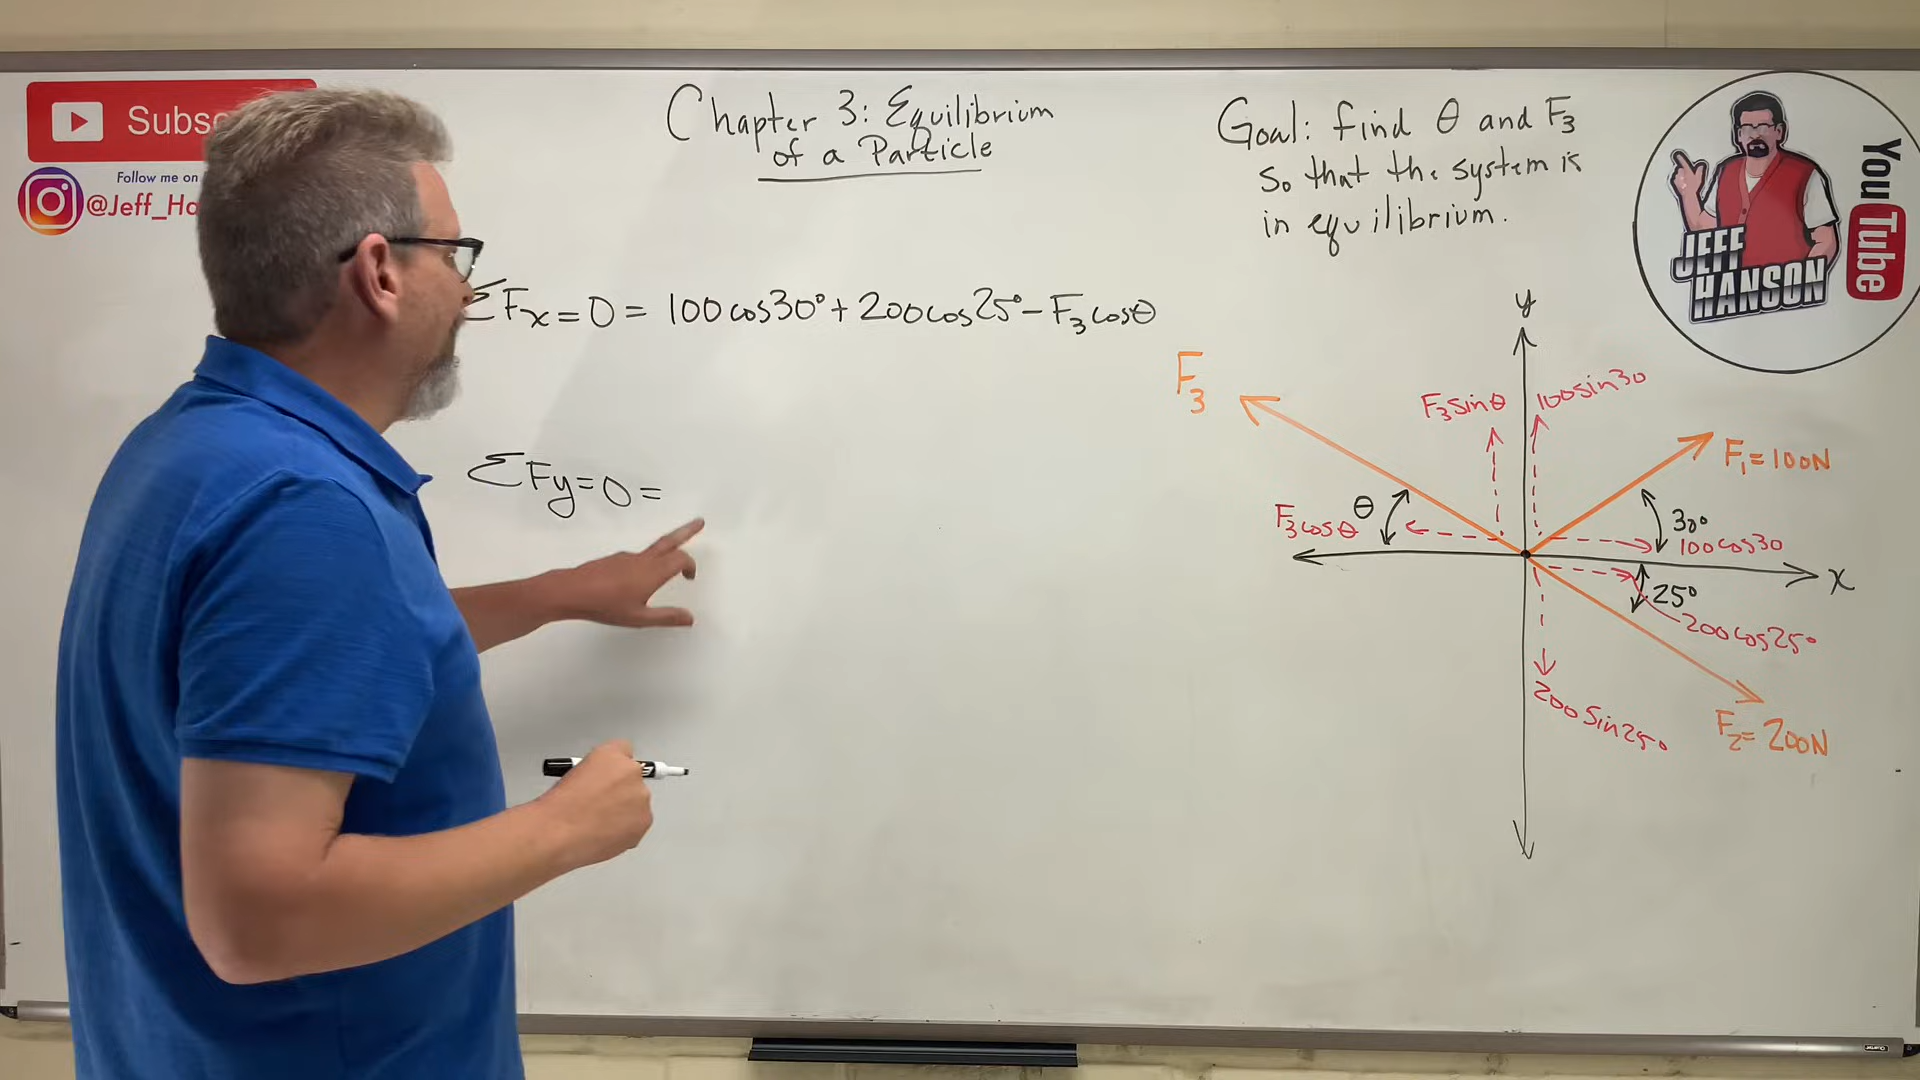 Subsc
Follow me on
@Jeff_Ha
Chapter 3: Equilibrium
of a Particle
Goal: find θ and F₃
so that the system is
in equilibrium.
YouTube
JEFF
HANSON
ΣFx = 0 = 100cos30° + 200cos25° - F₃cosθ
ΣFy = 0 =
y
F₃
F₃sinθ
100sin30
F₁ = 100N
θ
F₃cosθ
30°
100cos30
x
25°
200cos25°
200sin25°
F₂ = 200N